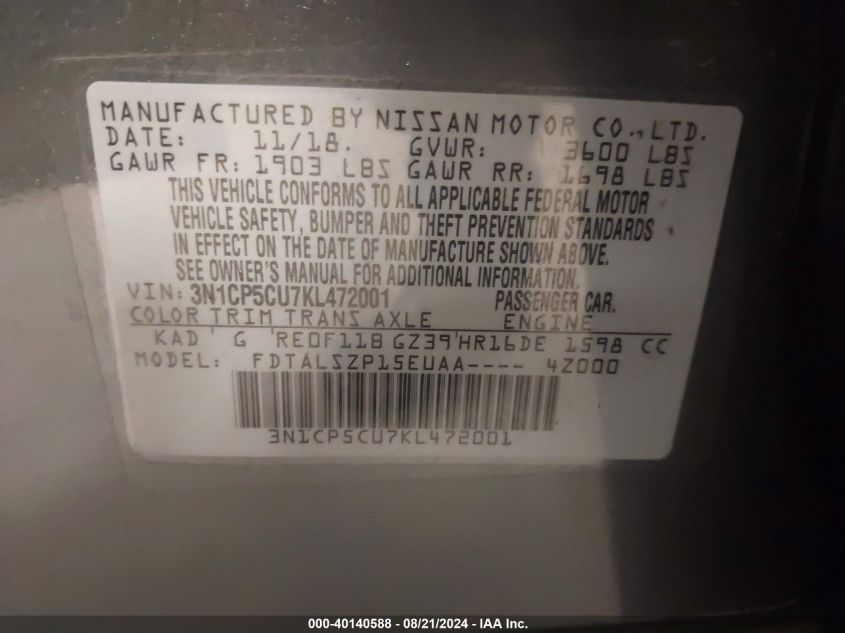 MANUFACTURED BY NISSAN MOTOR CO., LTD.
DATE: 11/18. GVWR: 3600 LBS
GAWR FR: 1903 LBS GAWR RR: 1698 LBS
THIS VEHICLE CONFORMS TO ALL APPLICABLE FEDERAL MOTOR
VEHICLE SAFETY, BUMPER AND THEFT PREVENTION STANDARDS
IN EFFECT ON THE DATE OF MANUFACTURE SHOWN ABOVE.
SEE OWNER'S MANUAL FOR ADDITIONAL INFORMATION.
VIN: 3N1CP5CU7KL472001 PASSENGER CAR.
COLOR TRIM TRANS AXLE ENGINE
KAD G RE0F11B GZ39 HR16DE 1598 CC
MODEL: FDTALSZP15EUAA---- 4Z000
3N1CP5CU7KL472001
000-40140588 - 08/21/2024 - IAA Inc.